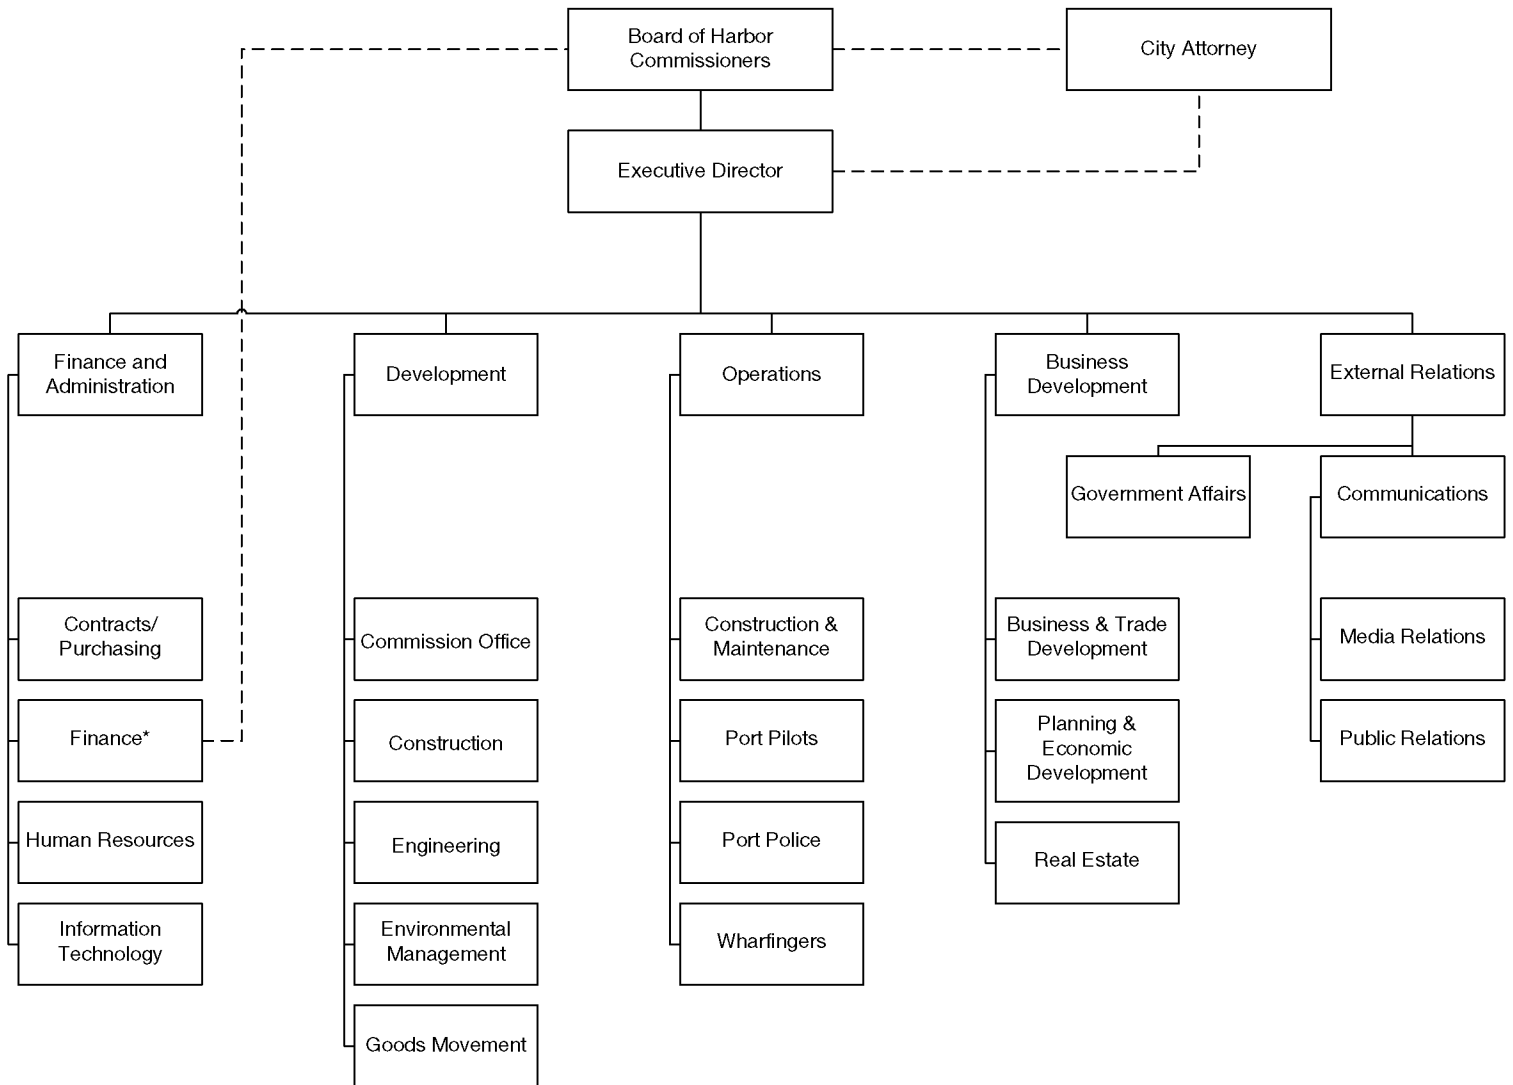 Board of Harbor
Commissioners
City Attorney
Executive Director
Finance and
Administration
Development
Operations
Business
Development
External Relations
Government Affairs
Communications
Contracts/
Purchasing
Commission Office
Construction &
Maintenance
Business & Trade
Development
Media Relations
Finance*
Construction
Port Pilots
Planning &
Economic
Development
Public Relations
Human Resources
Engineering
Port Police
Real Estate
Information
Technology
Environmental
Management
Wharfingers
Goods Movement